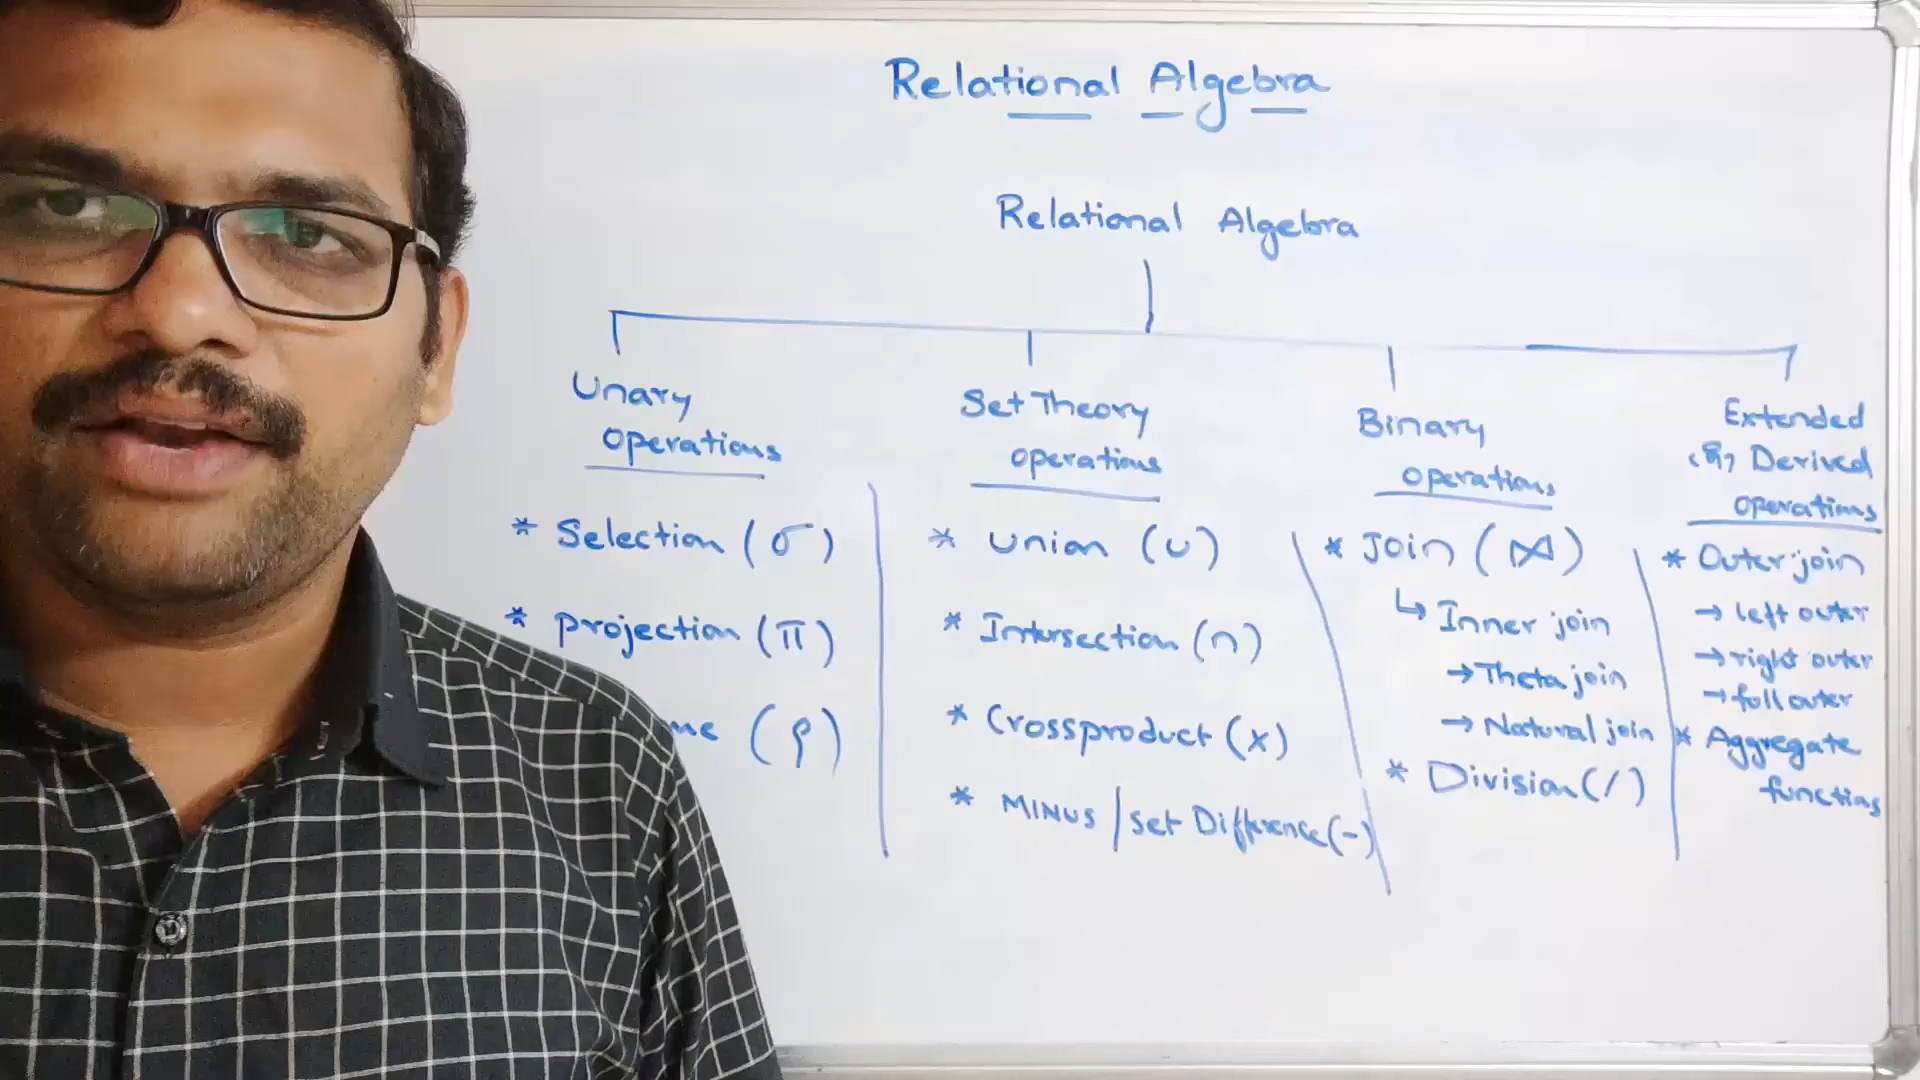 Relational Algebra
Relational Algebra
Unary
operations
* Selection (σ)
* projection (π)
me (ρ)
Set Theory
operations
* union (∪)
* Intersection (∩)
* Crossproduct (x)
* MINUS / set Difference (-)
Binary
operations
* Join (⋈)
↳ Inner join
→ Theta join
→ Natural join
* Division (/)
Extended
Derived
operations
* Outer join
→ left outer
→ right outer
→ full outer
* Aggregate
functions